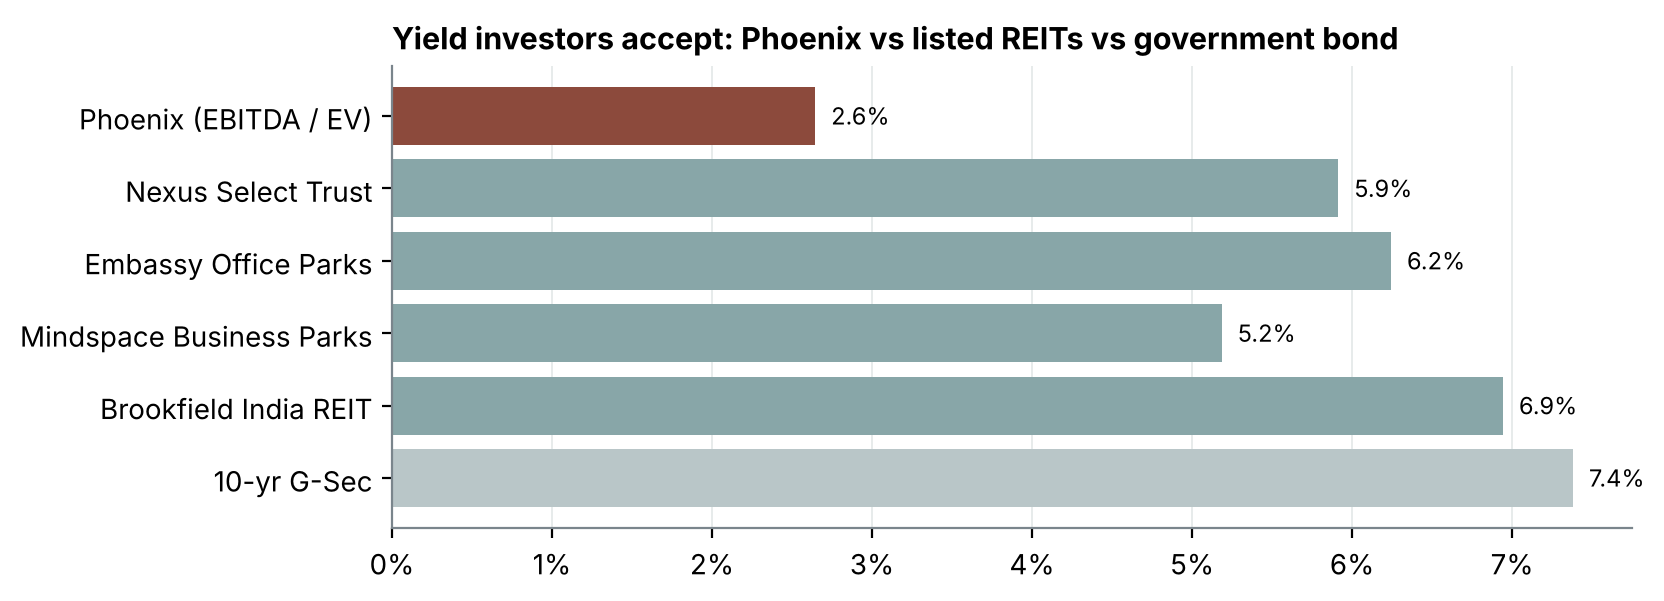 Yield investors accept: Phoenix vs listed REITs vs government bond
Phoenix (EBITDA / EV) 2.6%
Nexus Select Trust 5.9%
Embassy Office Parks 6.2%
Mindspace Business Parks 5.2%
Brookfield India REIT 6.9%
10-yr G-Sec 7.4%
0% 1% 2% 3% 4% 5% 6% 7%